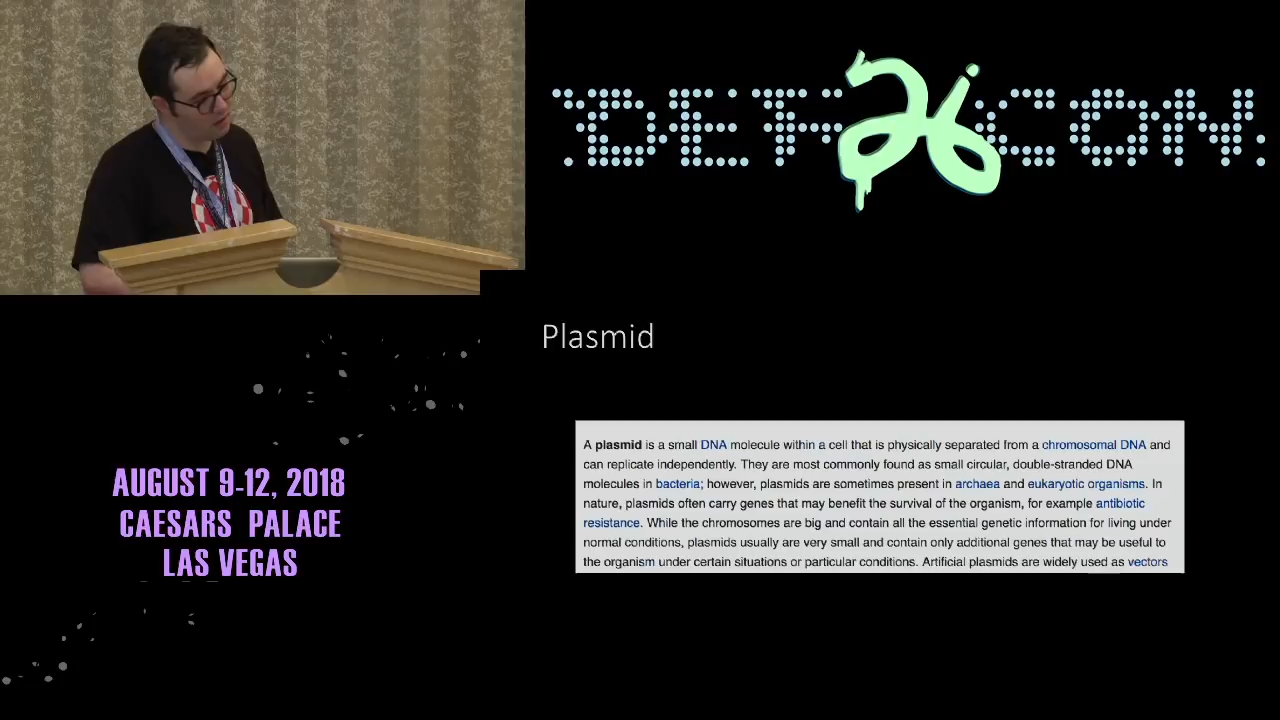 DEF 26 CON
Plasmid
A plasmid is a small DNA molecule within a cell that is physically separated from a chromosomal DNA and
can replicate independently. They are most commonly found as small circular, double-stranded DNA
molecules in bacteria; however, plasmids are sometimes present in archaea and eukaryotic organisms. In
nature, plasmids often carry genes that may benefit the survival of the organism, for example antibiotic
resistance. While the chromosomes are big and contain all the essential genetic information for living under
normal conditions, plasmids usually are very small and contain only additional genes that may be useful to
the organism under certain situations or particular conditions. Artificial plasmids are widely used as vectors
AUGUST 9-12, 2018
CAESARS PALACE
LAS VEGAS